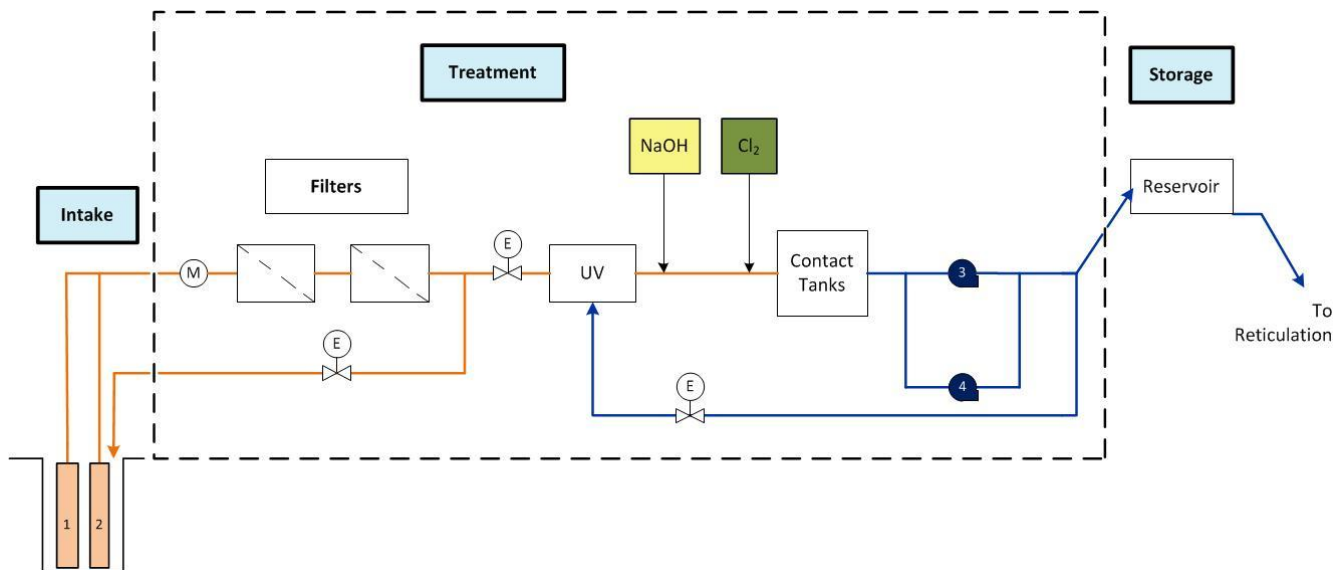 Treatment
Storage
NaOH
Cl₂
Filters
Reservoir
Intake
E
M
UV
Contact
Tanks
3
To
Reticulation
E
E
4
1
2